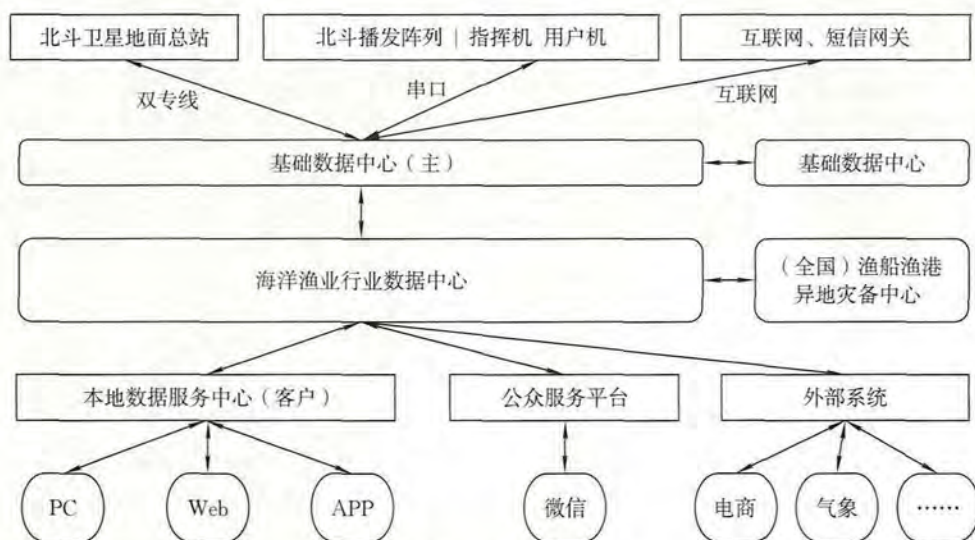 北斗卫星地面总站
北斗播发阵列 | 指挥机 用户机
互联网、短信网关
双专线
串口
互联网
基础数据中心（主）
基础数据中心
海洋渔业行业数据中心
（全国）渔船渔港
异地灾备中心
本地数据服务中心（客户）
公众服务平台
外部系统
PC
Web
APP
微信
电商
气象
……